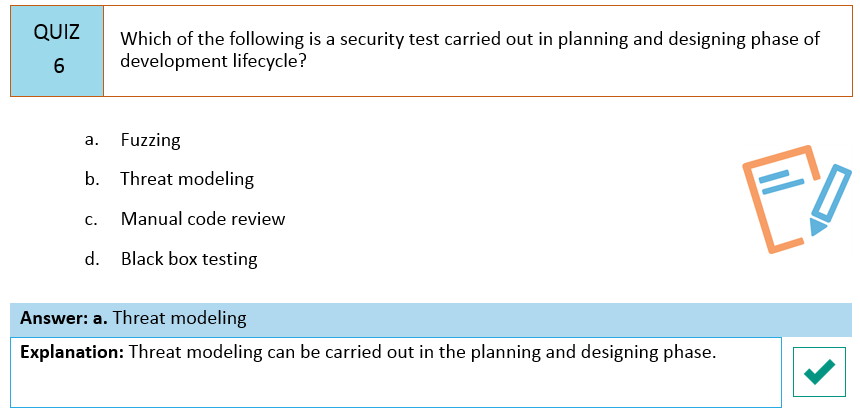 QUIZ
6
Which of the following is a security test carried out in planning and designing phase of
development lifecycle?
a. Fuzzing
b. Threat modeling
c. Manual code review
d. Black box testing
Answer: a. Threat modeling
Explanation: Threat modeling can be carried out in the planning and designing phase.